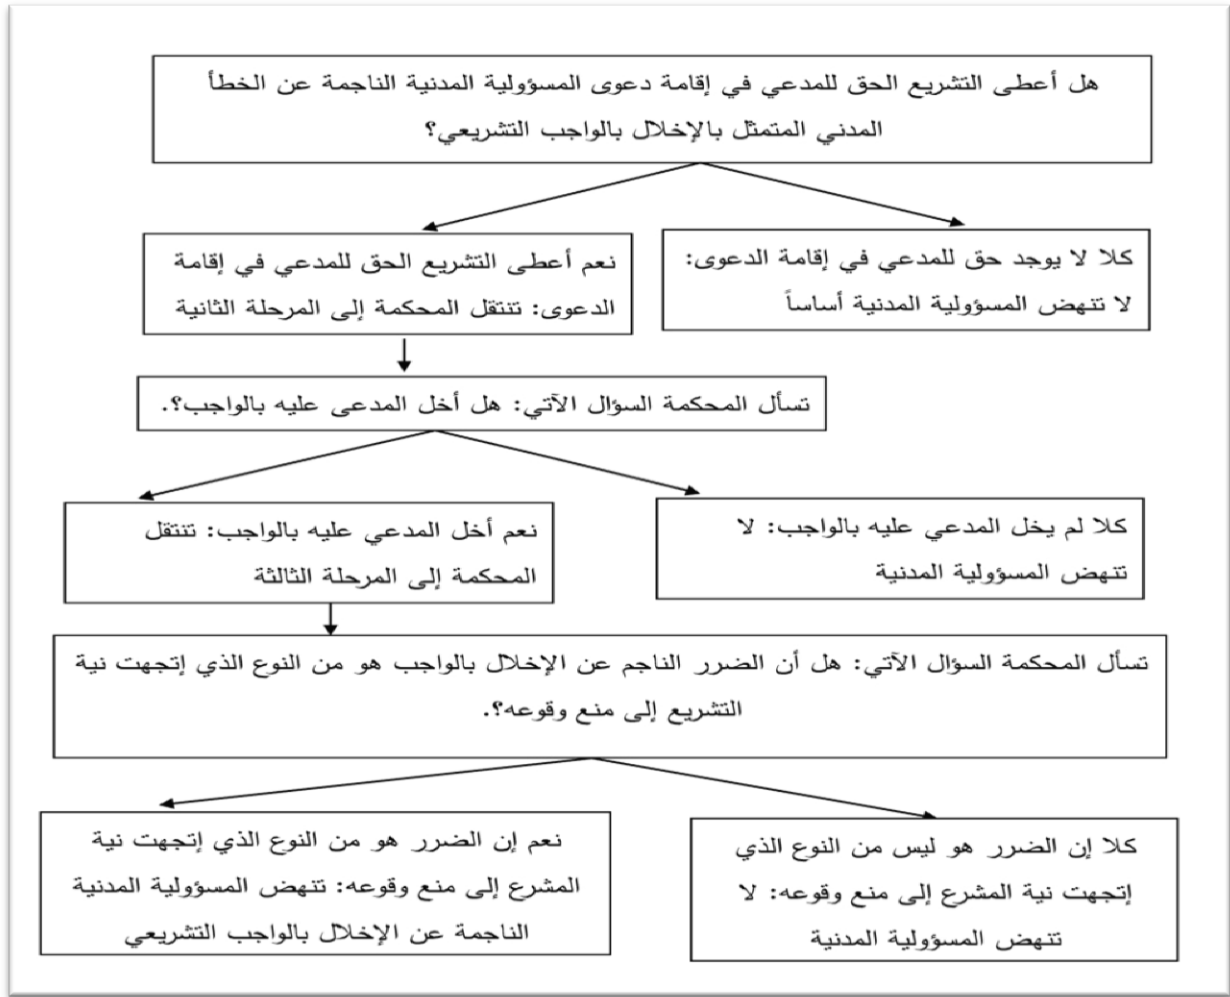 هل أعطى التشريع الحق للمدعي في إقامة دعوى المسؤولية المدنية الناجمة عن الخطأ
المدني المتمثل بالإخلال بالواجب التشريعي؟
كلا لا يوجد حق للمدعي في إقامة الدعوى:
لا تنهض المسؤولية المدنية أساساً
نعم أعطى التشريع الحق للمدعي في إقامة
الدعوى: تنتقل المحكمة إلى المرحلة الثانية
تسأل المحكمة السؤال الآتي: هل أخل المدعى عليه بالواجب؟.
كلا لم يخل المدعي عليه بالواجب: لا
تنهض المسؤولية المدنية
نعم أخل المدعي عليه بالواجب: تنتقل
المحكمة إلى المرحلة الثالثة
تسأل المحكمة السؤال الآتي: هل أن الضرر الناجم عن الإخلال بالواجب هو من النوع الذي إتجهت نية
التشريع إلى منع وقوعه؟.
كلا إن الضرر هو ليس من النوع الذي
إتجهت نية المشرع إلى منع وقوعه: لا
تنهض المسؤولية المدنية
نعم إن الضرر هو من النوع الذي إتجهت نية
المشرع إلى منع وقوعه: تنهض المسؤولية المدنية
الناجمة عن الإخلال بالواجب التشريعي